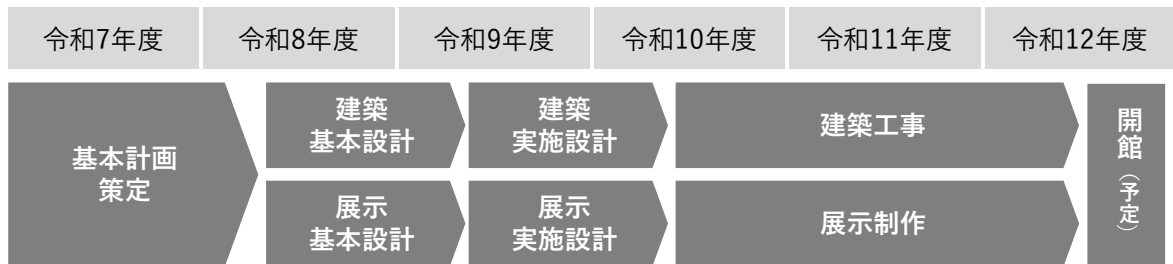 令和7年度
令和8年度
令和9年度
令和10年度
令和11年度
令和12年度
基本計画
策定
建築
基本設計
建築
実施設計
建築工事
展示
基本設計
展示
実施設計
展示制作
開館（予定）